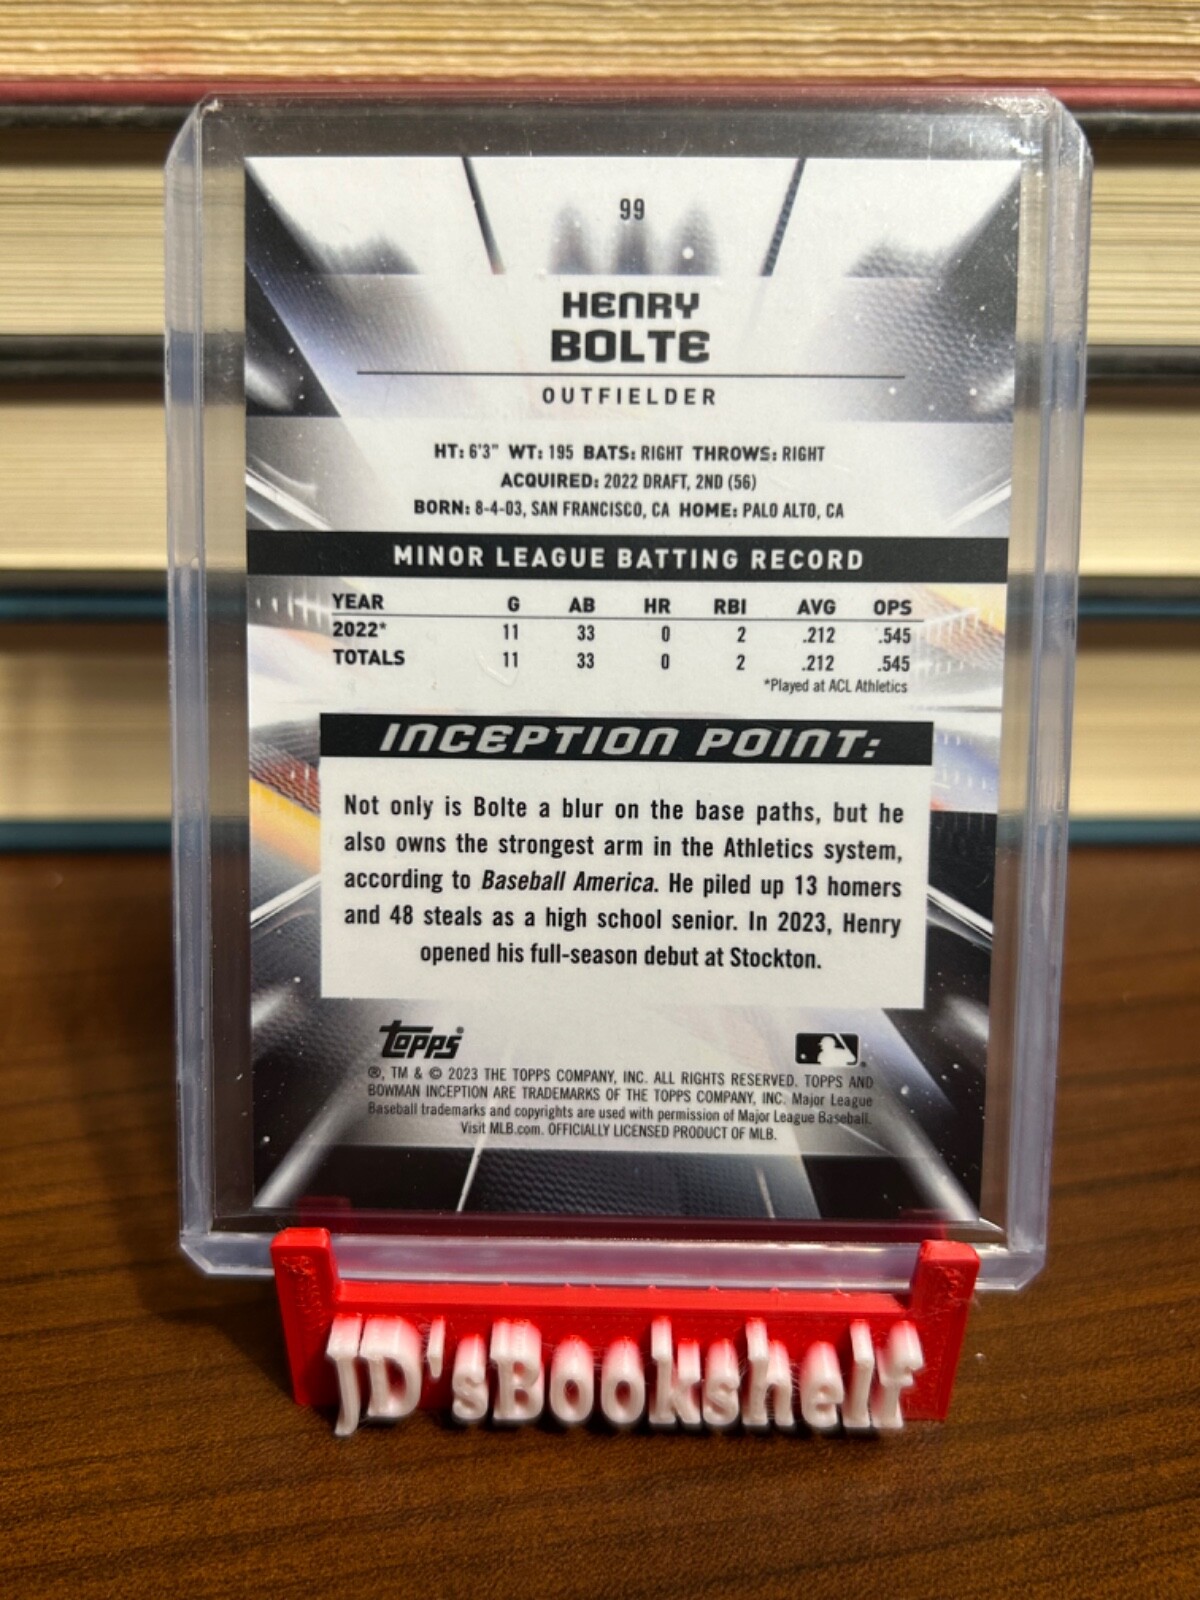 99
HENRY
BOLTE
OUTFIELDER
HT: 6'3" WT: 195 BATS: RIGHT THROWS: RIGHT
ACQUIRED: 2022 DRAFT, 2ND (56)
BORN: 8-4-03, SAN FRANCISCO, CA HOME: PALO ALTO, CA
MINOR LEAGUE BATTING RECORD
YEAR G AB HR RBI AVG OPS
2022* 11 33 0 2 .212 .545
TOTALS 11 33 0 2 .212 .545
*Played at ACL Athletics
INCEPTION POINT:
Not only is Bolte a blur on the base paths, but he
also owns the strongest arm in the Athletics system,
according to Baseball America. He piled up 13 homers
and 48 steals as a high school senior. In 2023, Henry
opened his full-season debut at Stockton.
Topps®
®, TM & © 2023 THE TOPPS COMPANY, INC. ALL RIGHTS RESERVED. TOPPS AND
BOWMAN INCEPTION ARE TRADEMARKS OF THE TOPPS COMPANY, INC. Major League
Baseball trademarks and copyrights are used with permission of Major League Baseball.
Visit MLB.com. OFFICIALLY LICENSED PRODUCT OF MLB.
JD'sBookshelf